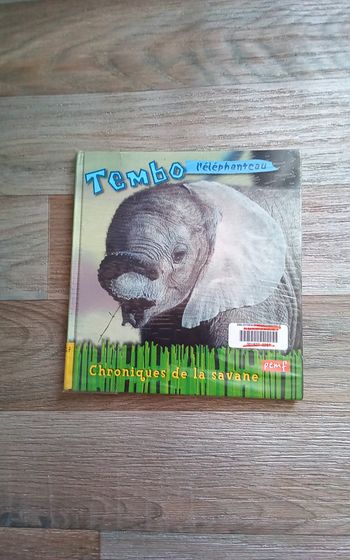 Tembo
l'éléphanteau
Chroniques de la savane
pemf